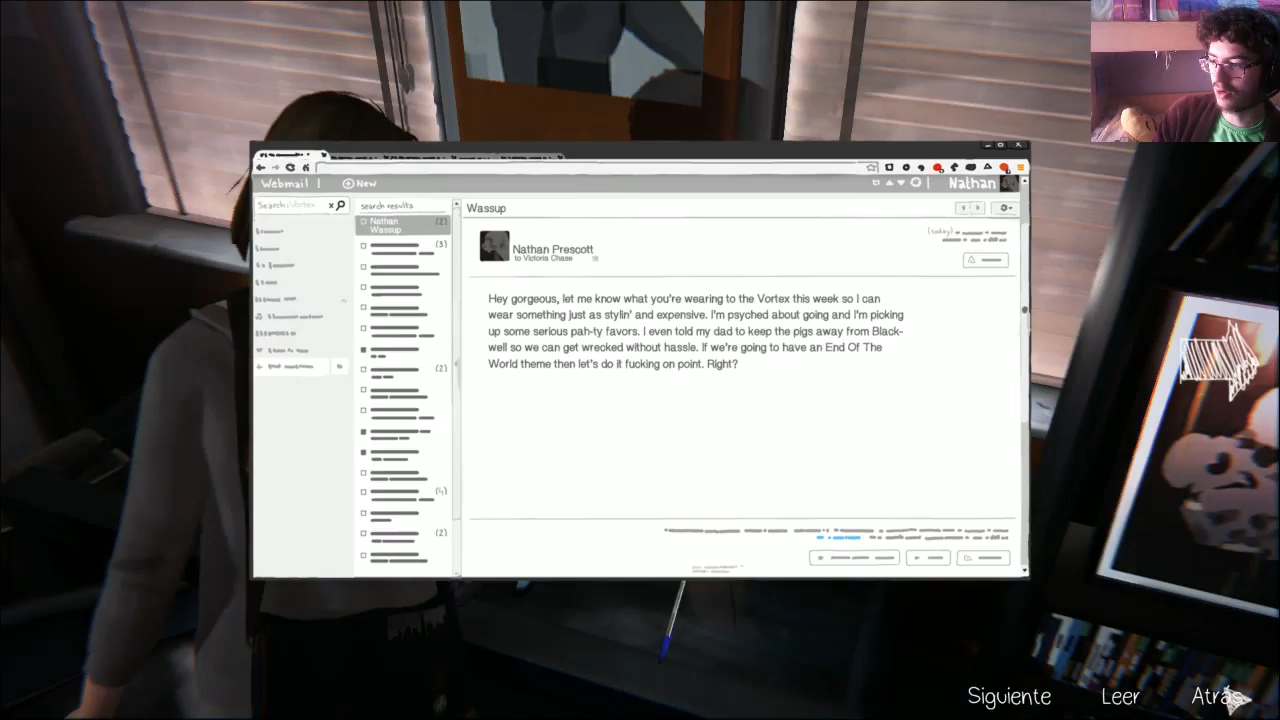 Webmail |
New
Nathan
Search: Vortex
x
search results
Wassup
Nathan (2)
Wassup
(3)
(2)
(4)
(2)
Nathan Prescott
to Victoria Chase
(today)
Hey gorgeous, let me know what you're wearing to the Vortex this week so I can
wear something just as stylin' and expensive. I'm psyched about going and I'm picking
up some serious pah-ty favors. I even told my dad to keep the pigs away from Black-
well so we can get wrecked without hassle. If we're going to have an End Of The
World theme then let's do it fucking on point. Right?
Siguiente Leer Atrás